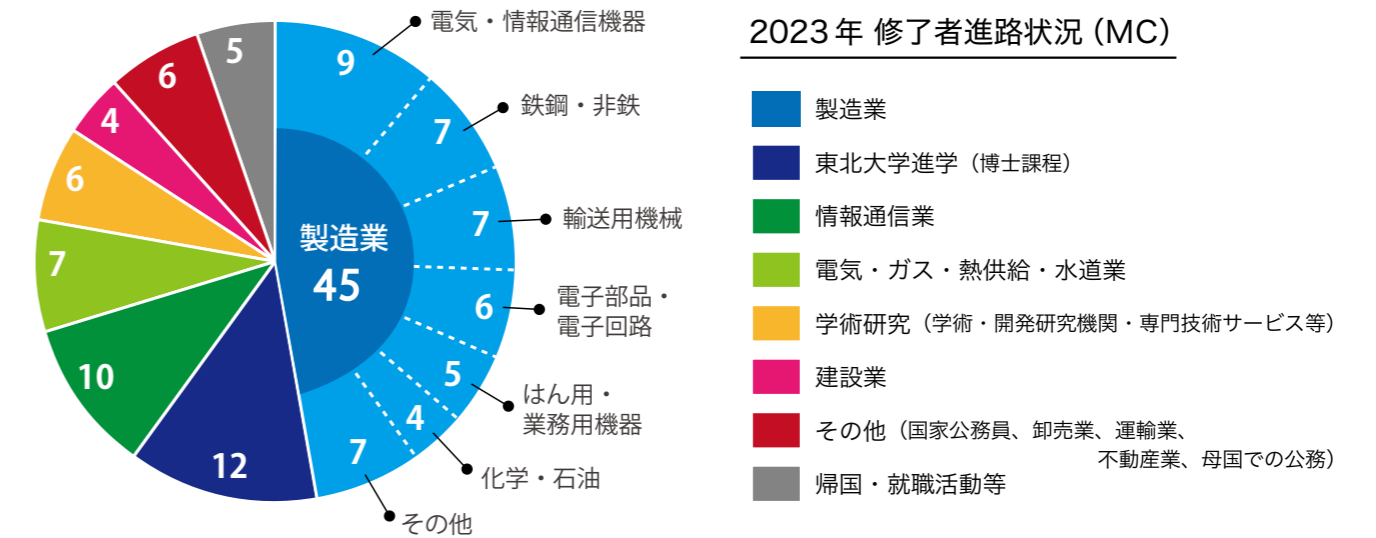 2023年 修了者進路状況（MC）
電気・情報通信機器
9
鉄鋼・非鉄
7
輸送用機械
7
電子部品・
電子回路
6
はん用・
業務用機器
5
化学・石油
4
その他
7
製造業
45
12
10
7
6
4
6
5
製造業
東北大学進学（博士課程）
情報通信業
電気・ガス・熱供給・水道業
学術研究（学術・開発研究機関・専門技術サービス等）
建設業
その他（国家公務員、卸売業、運輸業、
不動産業、母国での公務）
帰国・就職活動等